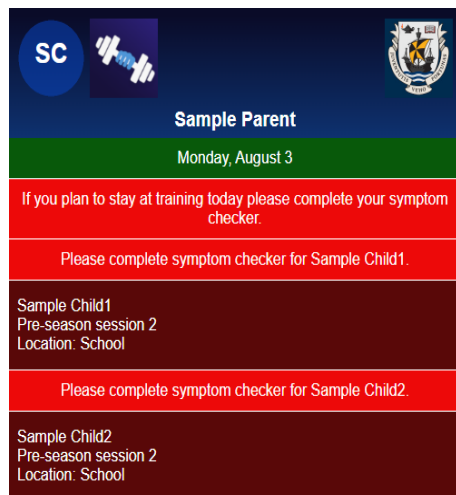 SC
Sample Parent
Monday, August 3
If you plan to stay at training today please complete your symptom
checker.
Please complete symptom checker for Sample Child1.
Sample Child1
Pre-season session 2
Location: School
Please complete symptom checker for Sample Child2.
Sample Child2
Pre-season session 2
Location: School